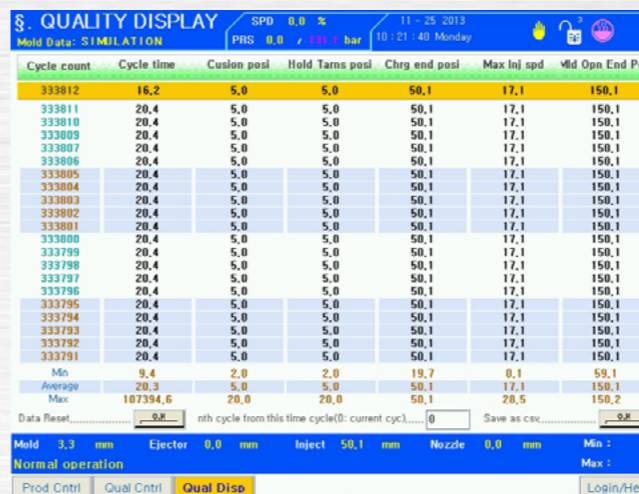 §. QUALITY DISPLAY
Mold Data: SIMULATION
SPD 0,0 %
PRS 0,0 / 131,1 bar
11 - 25 2013
10:21:40 Monday
3
Cycle count Cycle time Cusion posi Hold Tarns posi Chrg end posi Max Inj spd Mld Opn End P
333812 16,2 5,0 5,0 50,1 17,1 150,1
333811 20,4 5,0 5,0 50,1 17,1 150,1
333810 20,4 5,0 5,0 50,1 17,1 150,1
333809 20,4 5,0 5,0 50,1 17,1 150,1
333807 20,4 5,0 5,0 50,1 17,1 150,1
333806 20,4 5,0 5,0 50,1 17,1 150,1
333805 20,4 5,0 5,0 50,1 17,1 150,1
333804 20,4 5,0 5,0 50,1 17,1 150,1
333803 20,4 5,0 5,0 50,1 17,1 150,1
333802 20,4 5,0 5,0 50,1 17,1 150,1
333801 20,4 5,0 5,0 50,1 17,1 150,1
333800 20,4 5,0 5,0 50,1 17,1 150,1
333799 20,4 5,0 5,0 50,1 17,1 150,1
333798 20,4 5,0 5,0 50,1 17,1 150,1
333797 20,4 5,0 5,0 50,1 17,1 150,1
333796 20,4 5,0 5,0 50,1 17,1 150,1
333795 20,4 5,0 5,0 50,1 17,1 150,1
333794 20,4 5,0 5,0 50,1 17,1 150,1
333793 20,4 5,0 5,0 50,1 17,1 150,1
333792 20,4 5,0 5,0 50,1 17,1 150,1
333791 20,4 5,0 5,0 50,1 17,1 150,1
Min 9,4 2,0 2,0 19,7 0,1 59,1
Average 20,3 5,0 5,0 50,1 17,1 150,1
Max 107394,6 20,0 20,0 50,1 28,5 150,2
Data Reset........ O,K nth cycle from this time cycle(0: current cyc)..... 0 Save as csv............ O,K
Mold 3,3 mm Ejector 0,0 mm Inject 50,1 mm Nozzle 0,0 mm Min :
Normal operation Max :
Prod Cntrl Qual Cntrl Qual Disp Login/He